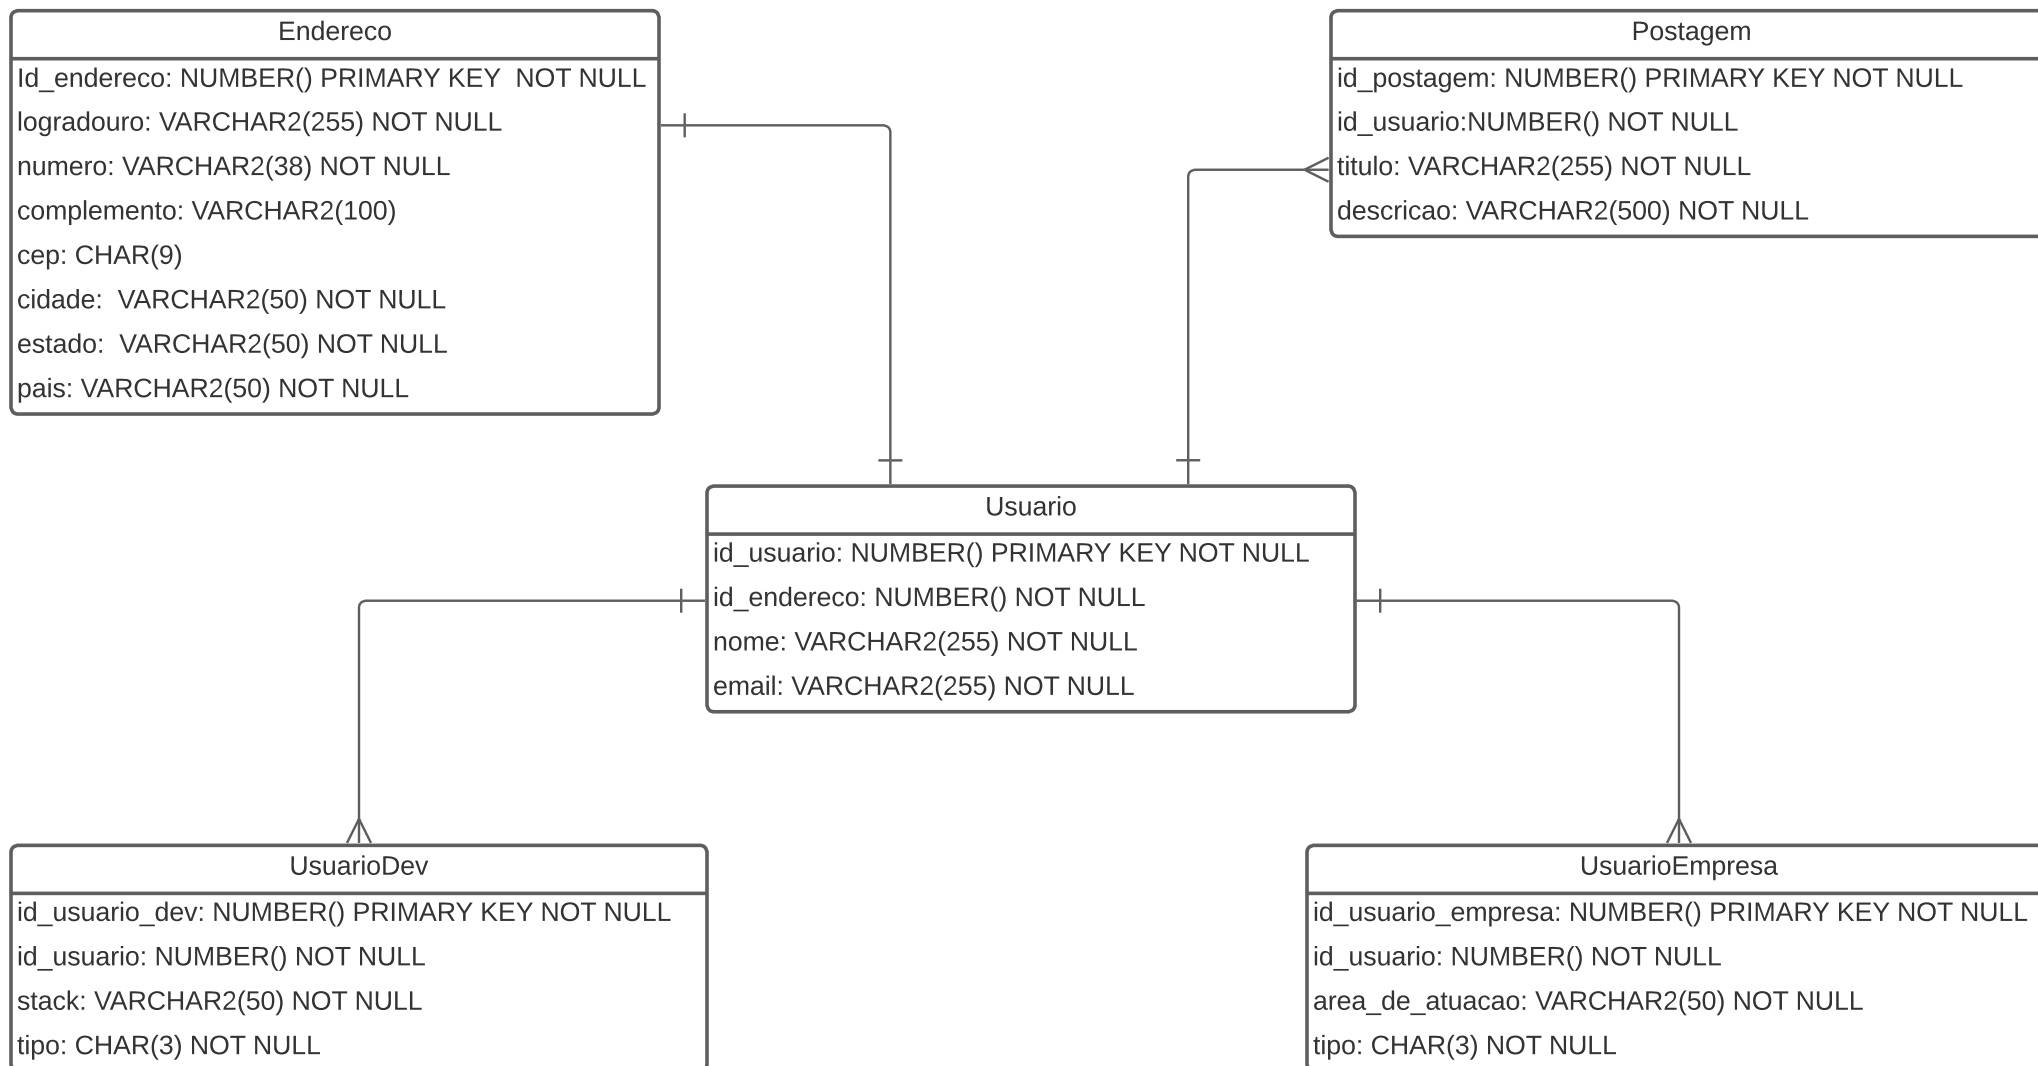 Endereco
Id_endereco: NUMBER() PRIMARY KEY  NOT NULL
logradouro: VARCHAR2(255) NOT NULL
numero: VARCHAR2(38) NOT NULL
complemento: VARCHAR2(100)
cep: CHAR(9)
cidade:  VARCHAR2(50) NOT NULL
estado:  VARCHAR2(50) NOT NULL
pais: VARCHAR2(50) NOT NULL
Postagem
id_postagem: NUMBER() PRIMARY KEY NOT NULL
id_usuario:NUMBER() NOT NULL
titulo: VARCHAR2(255) NOT NULL
descricao: VARCHAR2(500) NOT NULL
Usuario
id_usuario: NUMBER() PRIMARY KEY NOT NULL
id_endereco: NUMBER() NOT NULL
nome: VARCHAR2(255) NOT NULL
email: VARCHAR2(255) NOT NULL
UsuarioDev
id_usuario_dev: NUMBER() PRIMARY KEY NOT NULL
id_usuario: NUMBER() NOT NULL
stack: VARCHAR2(50) NOT NULL
tipo: CHAR(3) NOT NULL
UsuarioEmpresa
id_usuario_empresa: NUMBER() PRIMARY KEY NOT NULL
id_usuario: NUMBER() NOT NULL
area_de_atuacao: VARCHAR2(50) NOT NULL
tipo: CHAR(3) NOT NULL